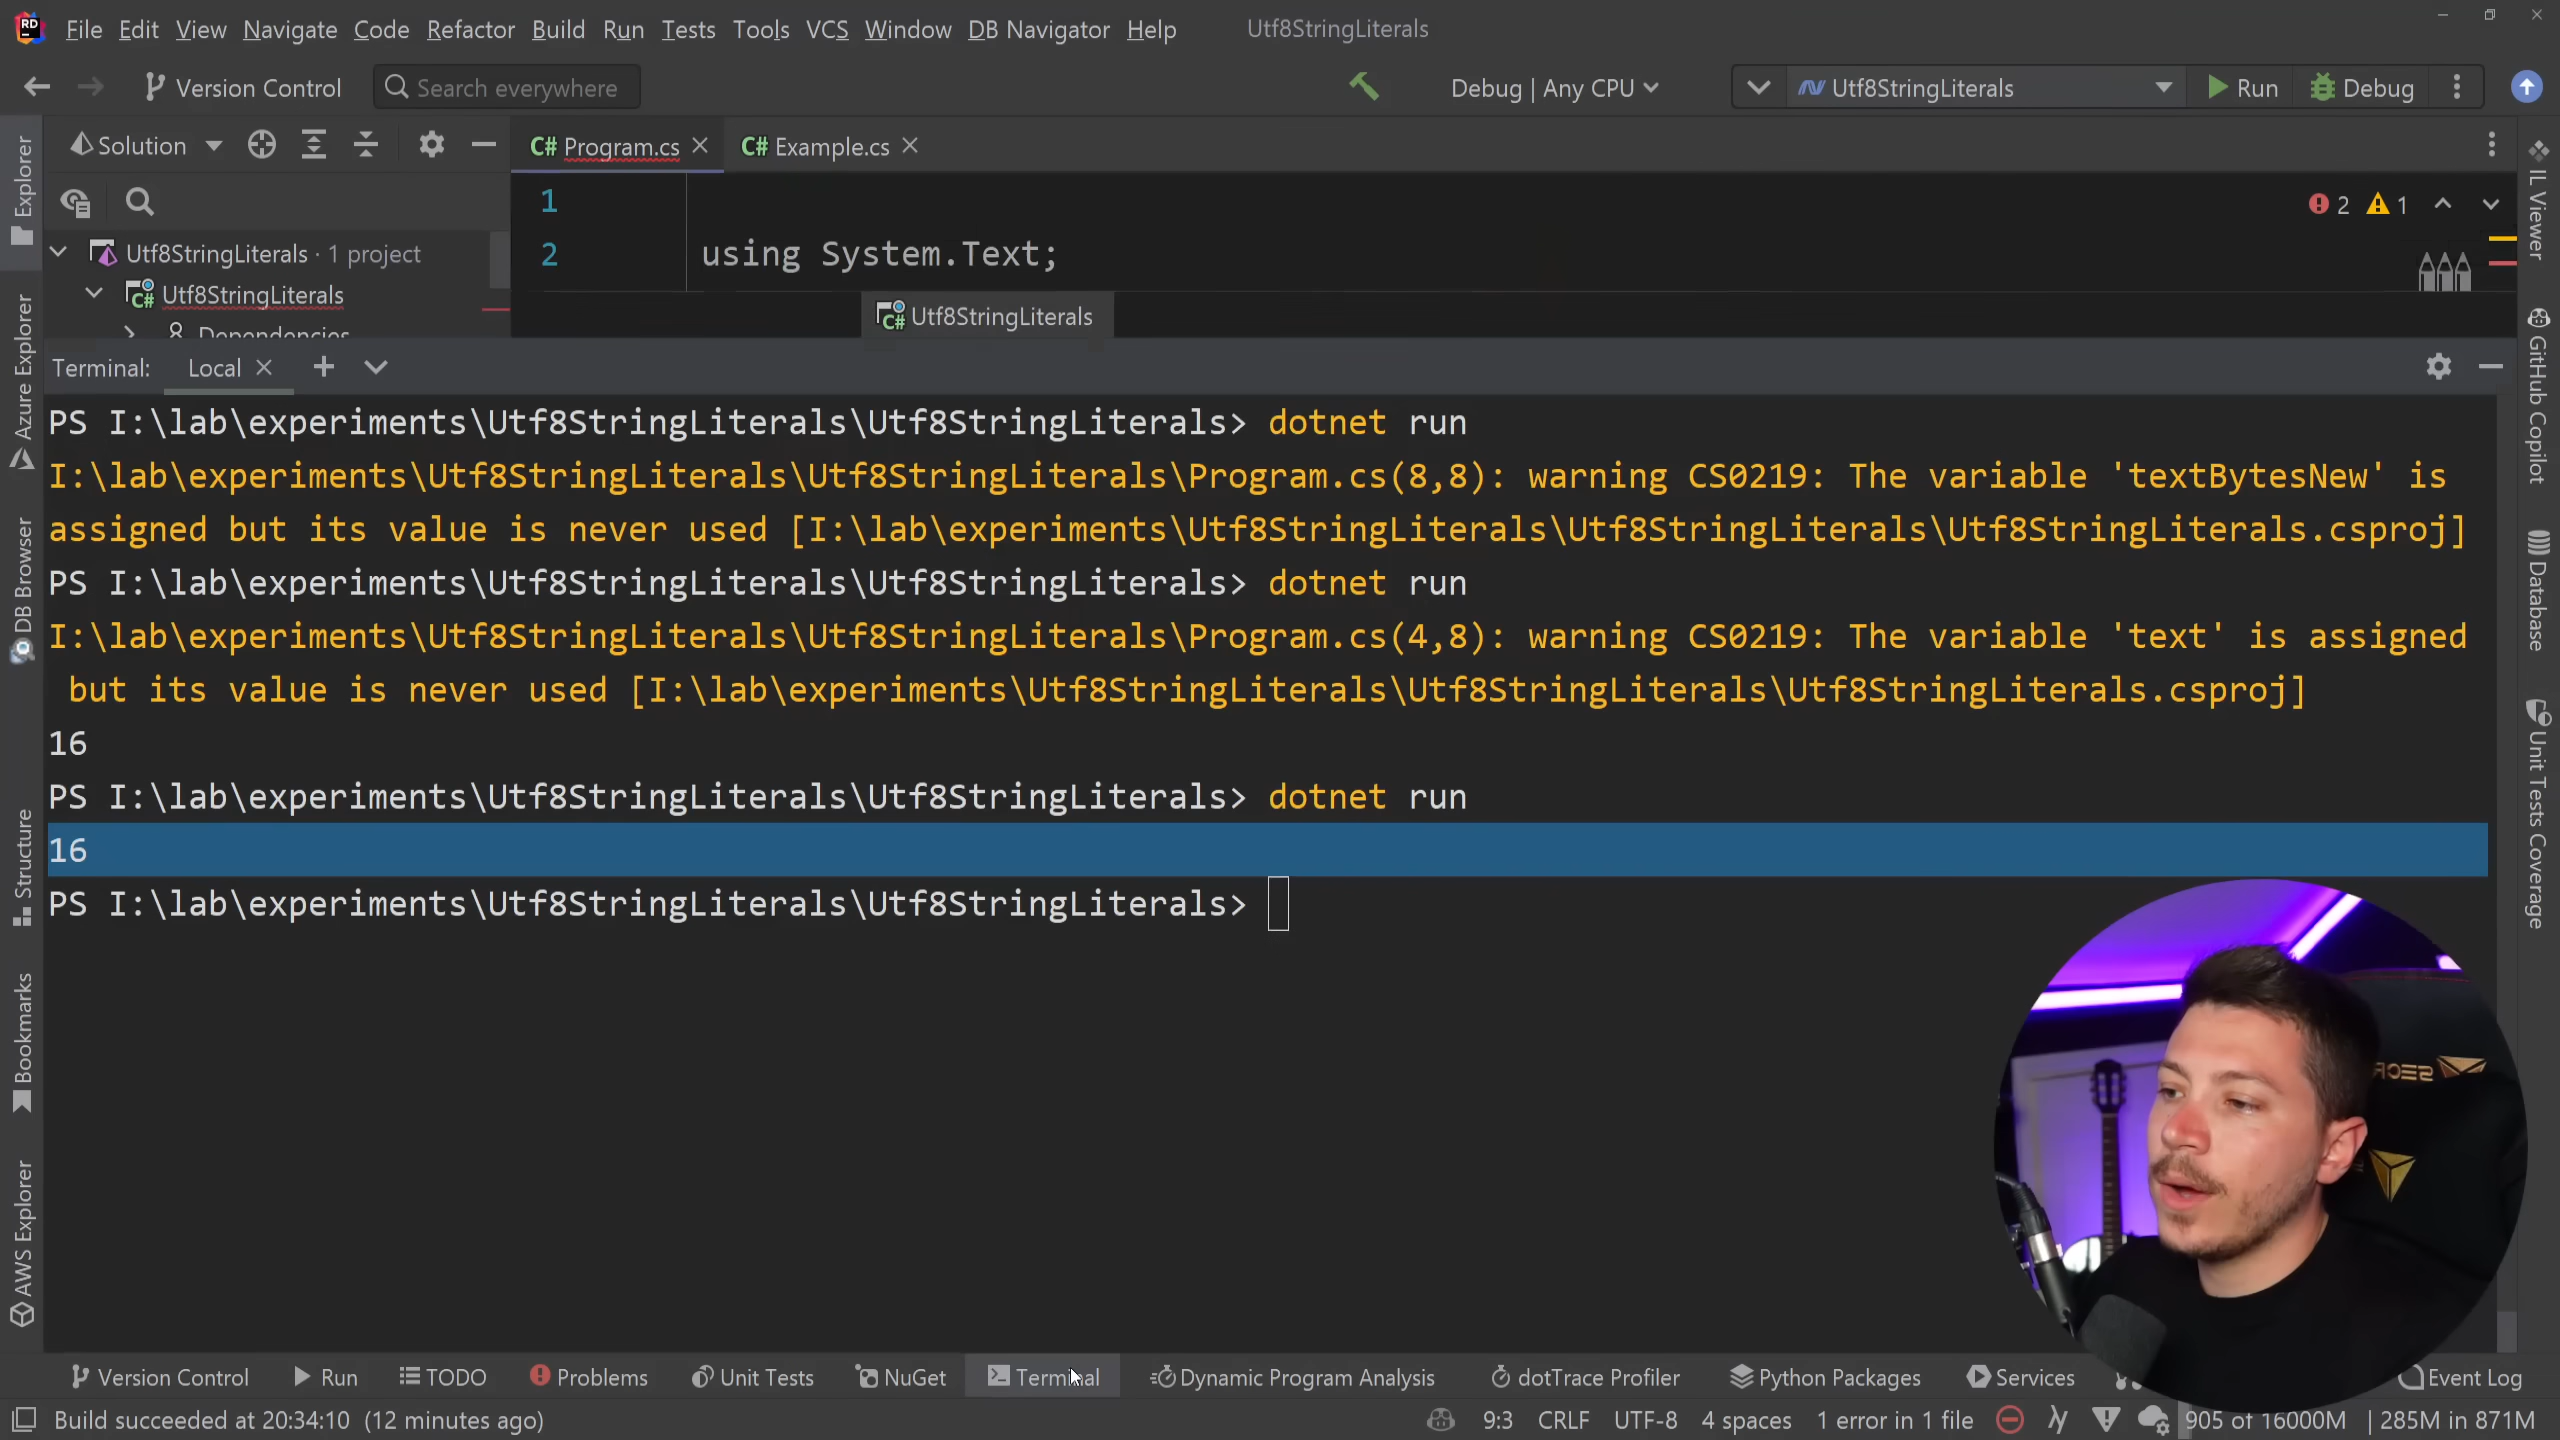 File Edit View Navigate Code Refactor Build Run Tests Tools VCS Window DB Navigator Help Utf8StringLiterals
Version Control Search everywhere Debug | Any CPU Utf8StringLiterals Run Debug
Solution C# Program.cs C# Example.cs
1
2 using System.Text;
2 1
Utf8StringLiterals · 1 project
Utf8StringLiterals
Dependencies
Utf8StringLiterals
Terminal: Local
PS I:\lab\experiments\Utf8StringLiterals\Utf8StringLiterals> dotnet run
I:\lab\experiments\Utf8StringLiterals\Utf8StringLiterals\Program.cs(8,8): warning CS0219: The variable 'textBytesNew' is
assigned but its value is never used [I:\lab\experiments\Utf8StringLiterals\Utf8StringLiterals\Utf8StringLiterals.csproj]
PS I:\lab\experiments\Utf8StringLiterals\Utf8StringLiterals> dotnet run
I:\lab\experiments\Utf8StringLiterals\Utf8StringLiterals\Program.cs(4,8): warning CS0219: The variable 'text' is assigned
but its value is never used [I:\lab\experiments\Utf8StringLiterals\Utf8StringLiterals\Utf8StringLiterals.csproj]
16
PS I:\lab\experiments\Utf8StringLiterals\Utf8StringLiterals> dotnet run
16
PS I:\lab\experiments\Utf8StringLiterals\Utf8StringLiterals>
Explorer
Azure Explorer
DB Browser
Structure
Bookmarks
AWS Explorer
IL Viewer
GitHub Copilot
Database
Unit Tests Coverage
Version Control Run TODO Problems Unit Tests NuGet Terminal Dynamic Program Analysis dotTrace Profiler Python Packages Services Event Log
Build succeeded at 20:34:10 (12 minutes ago) 9:3 CRLF UTF-8 4 spaces 1 error in 1 file 905 of 16000M 285M in 871M